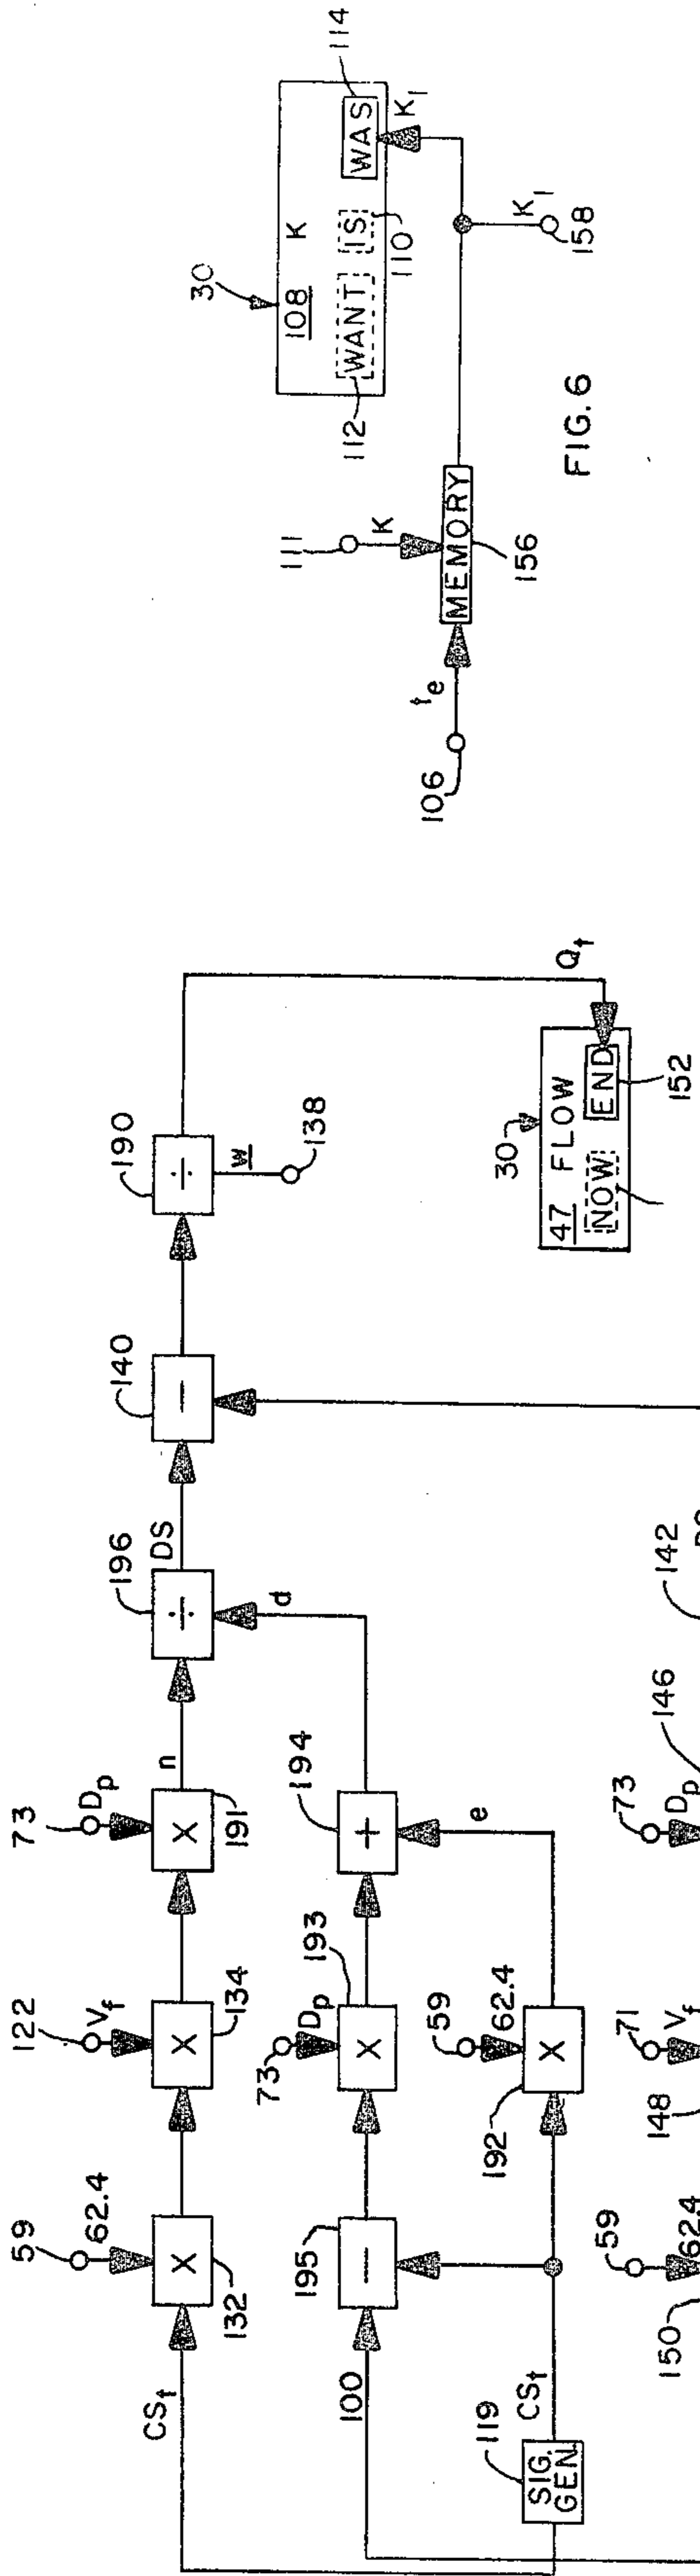 59
62.4
132
CSt
122
Vf
X
134
73
Dp
X
191
n
÷
196
DS
—
140
÷
190
w
138
Qt
100
—
195
73
Dp
X
193
+
194
d
e
SIG.
GEN.
119
CSt
59
62.4
X
192
30
47 FLOW
NOW
END
152
150
59
62.4
148
71
Vf
146
73
Dp
142
106
te
111
K
MEMORY
156
K1
158
30
108
K
WANT
IS
WAS
112
110
114
K1
FIG. 6